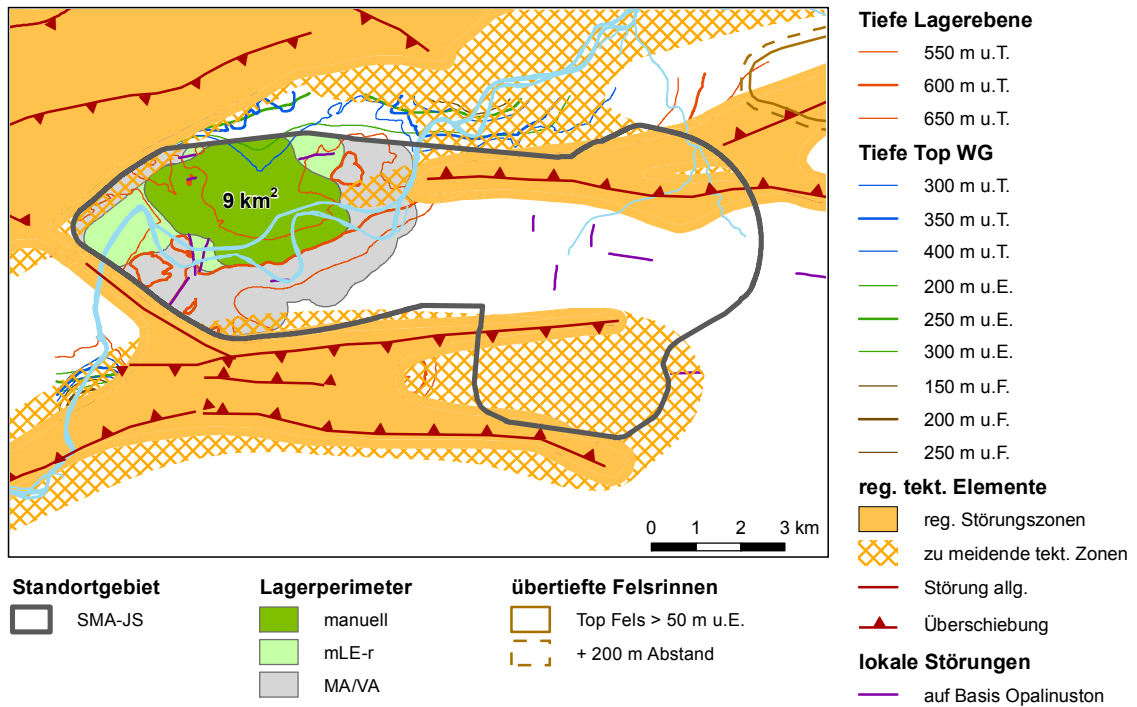 9 km²
0 1 2 3 km
Tiefe Lagerebene
550 m u.T.
600 m u.T.
650 m u.T.
Tiefe Top WG
300 m u.T.
350 m u.T.
400 m u.T.
200 m u.E.
250 m u.E.
300 m u.E.
150 m u.F.
200 m u.F.
250 m u.F.
reg. tekt. Elemente
reg. Störungszonen
zu meidende tekt. Zonen
Störung allg.
Überschiebung
lokale Störungen
auf Basis Opalinuston
Standortgebiet
SMA-JS
Lagerperimeter
manuell
mLE-r
MA/VA
übertiefte Felsrinnen
Top Fels > 50 m u.E.
+ 200 m Abstand